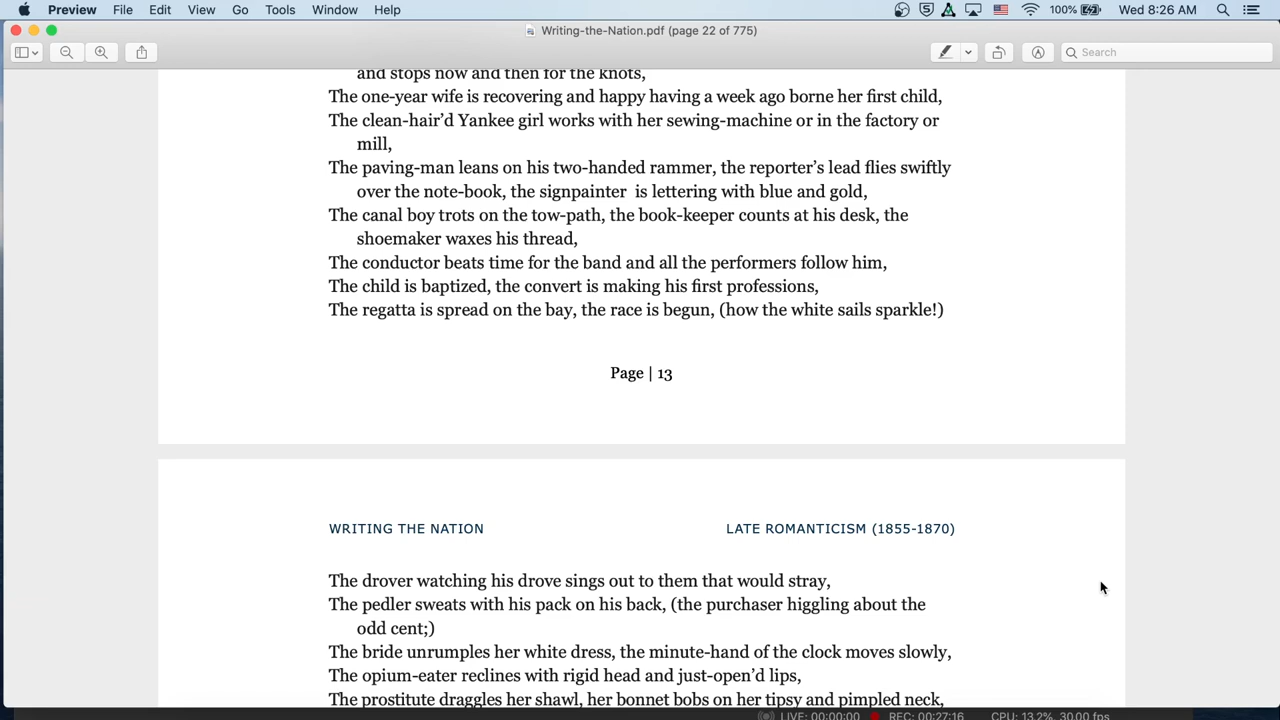 Preview File Edit View Go Tools Window Help 100% Wed 8:26 AM
Writing-the-Nation.pdf (page 22 of 775)
Search
and stops now and then for the knots,
The one-year wife is recovering and happy having a week ago borne her first child,
The clean-hair’d Yankee girl works with her sewing-machine or in the factory or
mill,
The paving-man leans on his two-handed rammer, the reporter’s lead flies swiftly
over the note-book, the signpainter is lettering with blue and gold,
The canal boy trots on the tow-path, the book-keeper counts at his desk, the
shoemaker waxes his thread,
The conductor beats time for the band and all the performers follow him,
The child is baptized, the convert is making his first professions,
The regatta is spread on the bay, the race is begun, (how the white sails sparkle!)
Page | 13
WRITING THE NATION LATE ROMANTICISM (1855-1870)
The drover watching his drove sings out to them that would stray,
The pedler sweats with his pack on his back, (the purchaser higgling about the
odd cent;)
The bride unrumples her white dress, the minute-hand of the clock moves slowly,
The opium-eater reclines with rigid head and just-open’d lips,
The prostitute draggles her shawl, her bonnet bobs on her tipsy and pimpled neck,
LIVE: 00:00:00 REC: 00:27:16 CPU: 13.2%, 30.00 fps